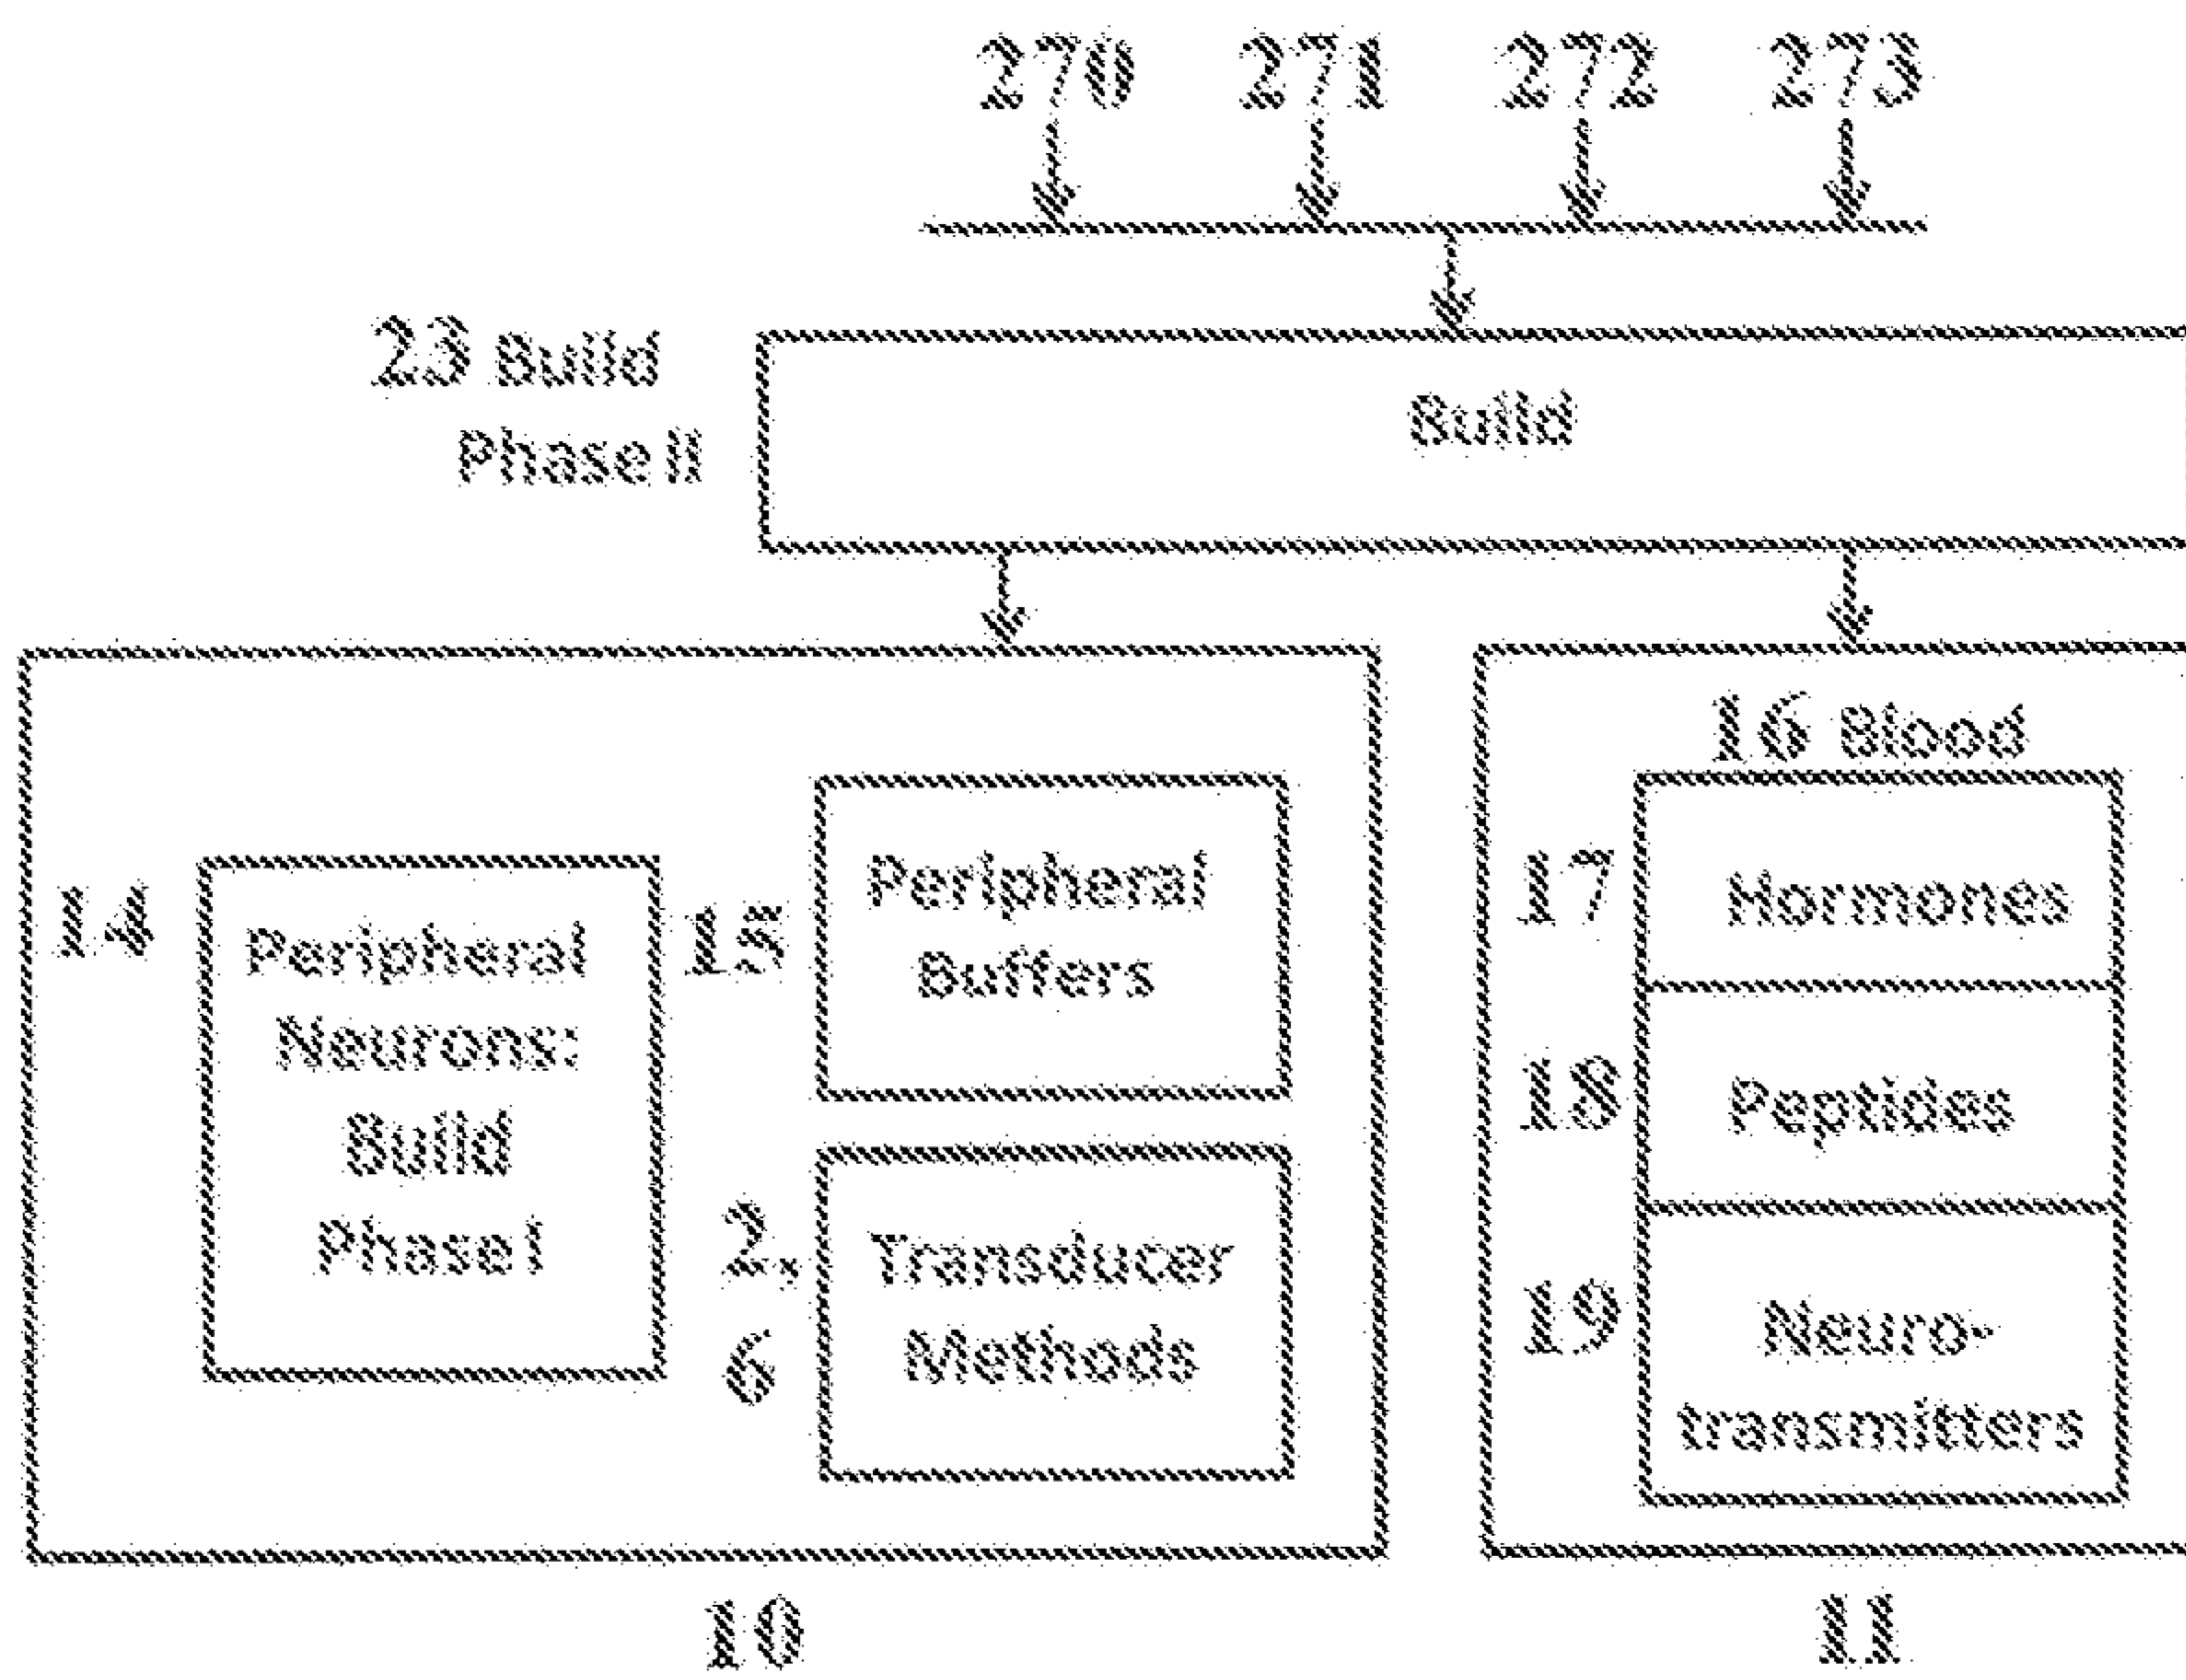 270 271 272 273
23 Build
Phase II
Build
16 Blood
14
Peripheral
Neurons:
Build
Phase I
15
Peripheral
Buffers
2,
6
Transducer
Methods
17
Hormones
18
Peptides
19
Neuro-
transmitters
10
11